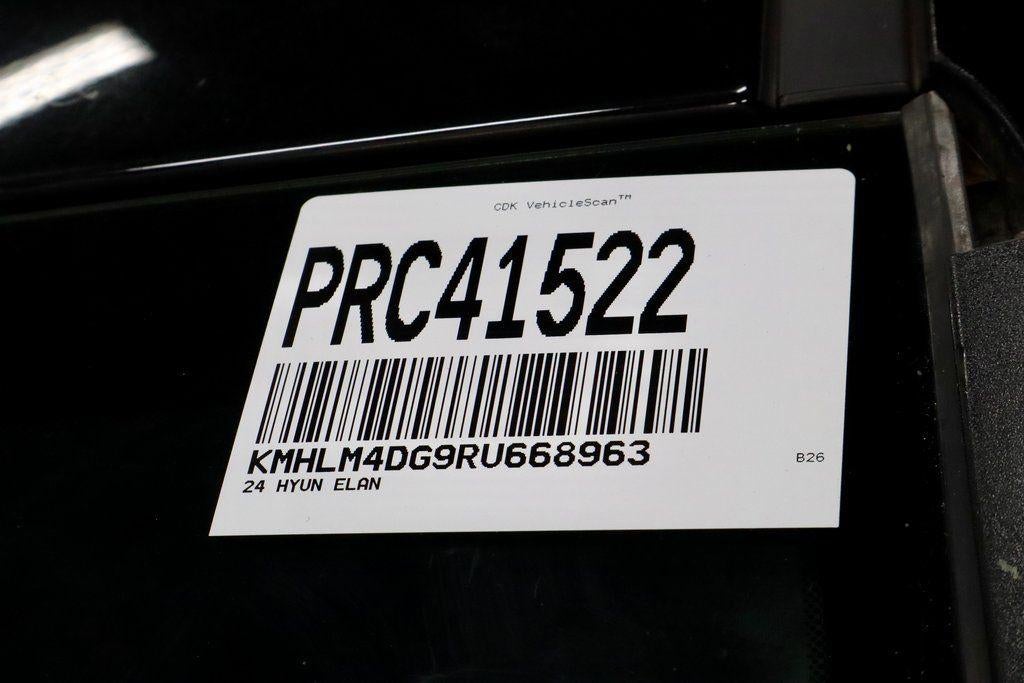 CDK VehicleScan™
PRC41522
KMHLM4DG9RU668963
24 HYUN ELAN
B26